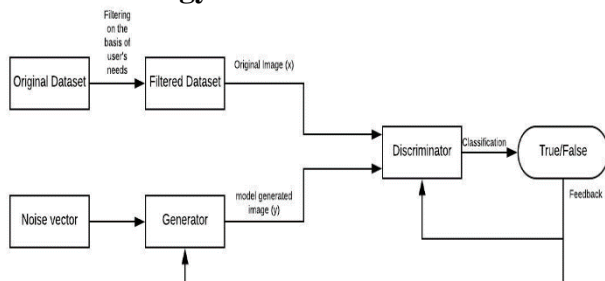 gy
Filtering
on the
basis of
user's
needs
Original Dataset
Filtered Dataset
Original Image (x)
Discriminator
Classification
True/False
Feedback
Noise vector
Generator
model generated
image (y)